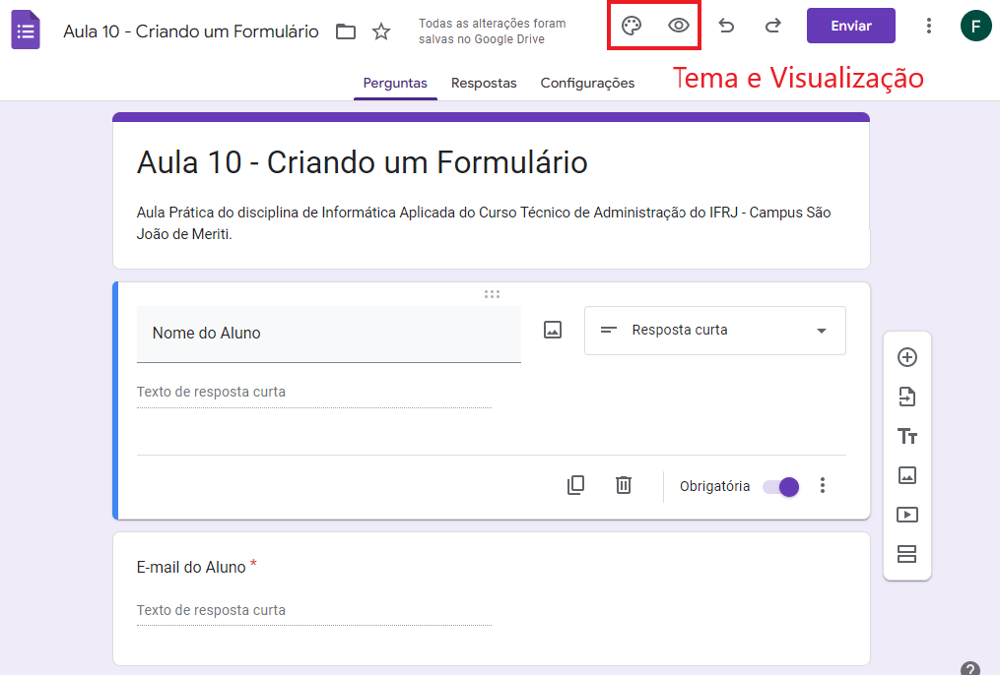 Aula 10 - Criando um Formulário
Todas as alterações foram
salvas no Google Drive
Enviar
F
Perguntas
Respostas
Configurações
Tema e Visualização
Aula 10 - Criando um Formulário
Aula Prática do disciplina de Informática Aplicada do Curso Técnico de Administração do IFRJ - Campus São
João de Meriti.
Nome do Aluno
Resposta curta
Texto de resposta curta
Obrigatória
E-mail do Aluno *
Texto de resposta curta